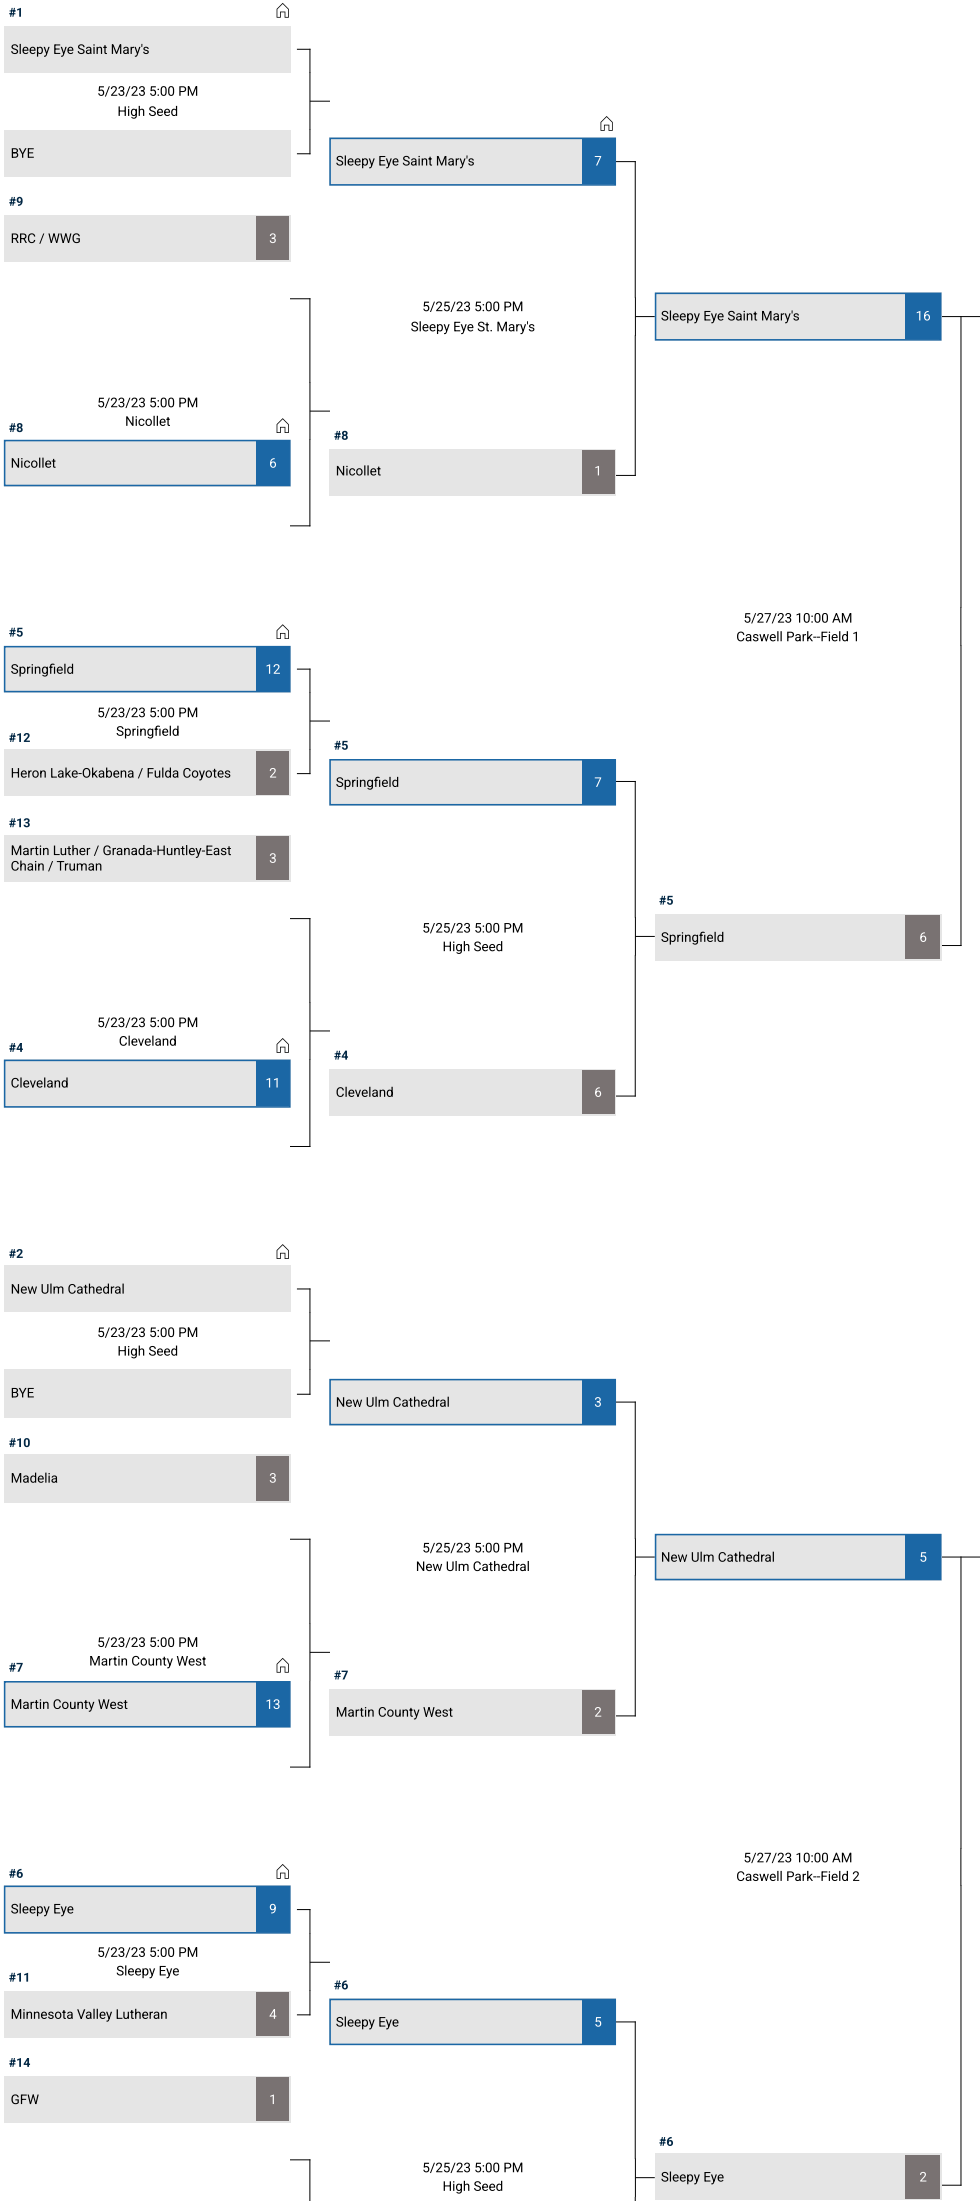 #1
Sleepy Eye Saint Mary's
5/23/23 5:00 PM
High Seed
BYE
Sleepy Eye Saint Mary's
7
#9
RRC / WWG
3
5/25/23 5:00 PM
Sleepy Eye St. Mary's
Sleepy Eye Saint Mary's
16
5/23/23 5:00 PM
Nicollet
#8
Nicollet
6
#8
Nicollet
1
5/27/23 10:00 AM
Caswell Park--Field 1
#5
Springfield
12
5/23/23 5:00 PM
Springfield
#12
Heron Lake-Okabena / Fulda Coyotes
2
#5
Springfield
7
#13
Martin Luther / Granada-Huntley-East
Chain / Truman
3
5/25/23 5:00 PM
High Seed
#5
Springfield
6
5/23/23 5:00 PM
Cleveland
#4
Cleveland
11
#4
Cleveland
6
#2
New Ulm Cathedral
5/23/23 5:00 PM
High Seed
BYE
New Ulm Cathedral
3
#10
Madelia
3
5/25/23 5:00 PM
New Ulm Cathedral
New Ulm Cathedral
5
5/23/23 5:00 PM
Martin County West
#7
Martin County West
13
#7
Martin County West
2
5/27/23 10:00 AM
Caswell Park--Field 2
#6
Sleepy Eye
9
5/23/23 5:00 PM
Sleepy Eye
#11
Minnesota Valley Lutheran
4
#6
Sleepy Eye
5
#14
GFW
1
5/25/23 5:00 PM
High Seed
#6
Sleepy Eye
2